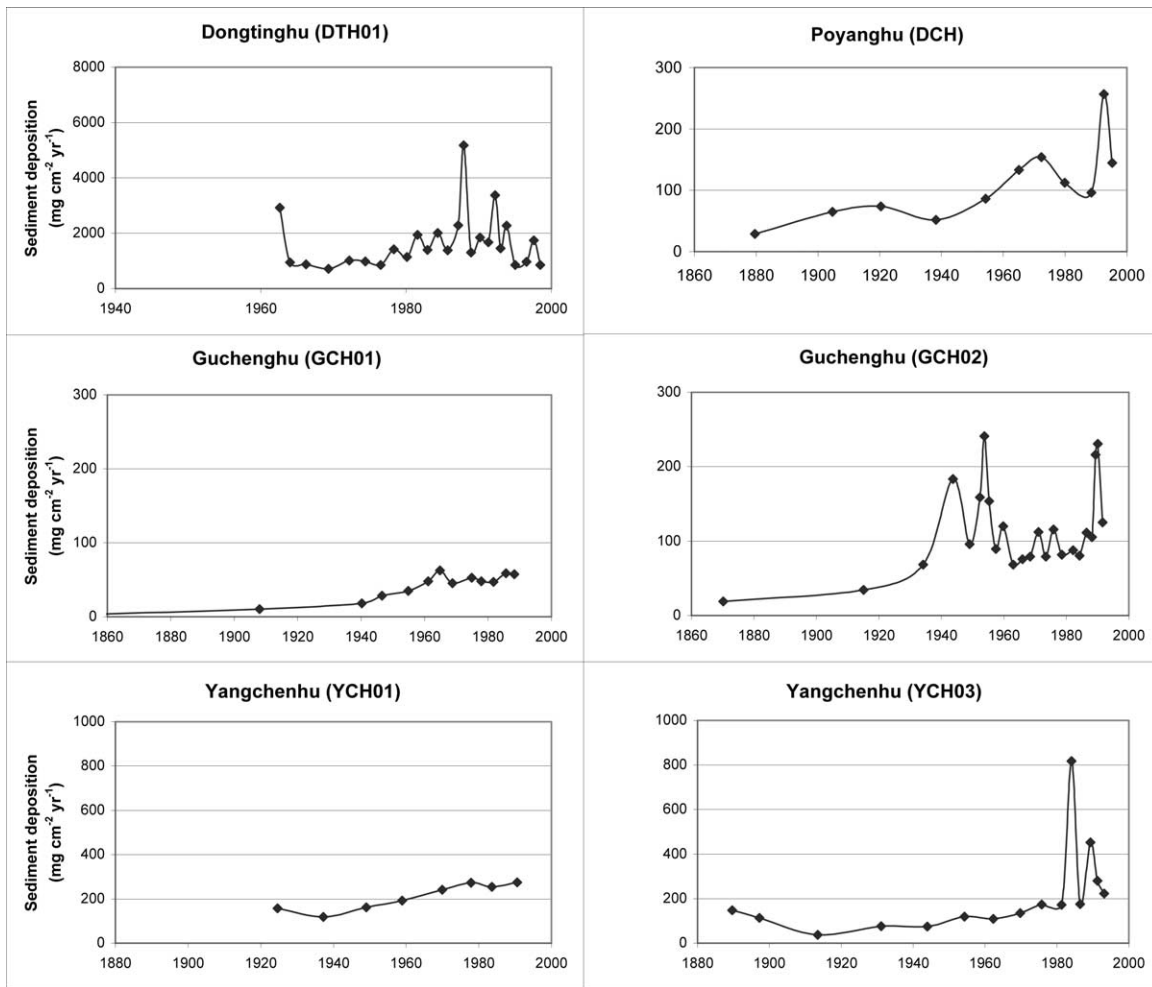 Dongtinghu (DTH01)
Sediment deposition
(mg cm⁻² yr⁻¹)
8000
6000
4000
2000
0
1940 1960 1980 2000
Poyanghu (DCH)
300
200
100
0
1860 1880 1900 1920 1940 1960 1980 2000
Guchenghu (GCH01)
Sediment deposition
(mg cm⁻² yr⁻¹)
300
200
100
0
1860 1880 1900 1920 1940 1960 1980 2000
Guchenghu (GCH02)
300
200
100
0
1860 1880 1900 1920 1940 1960 1980 2000
Yangchenhu (YCH01)
Sediment deposition
(mg cm⁻² yr⁻¹)
1000
800
600
400
200
0
1880 1900 1920 1940 1960 1980 2000
Yangchenhu (YCH03)
1000
800
600
400
200
0
1880 1900 1920 1940 1960 1980 2000